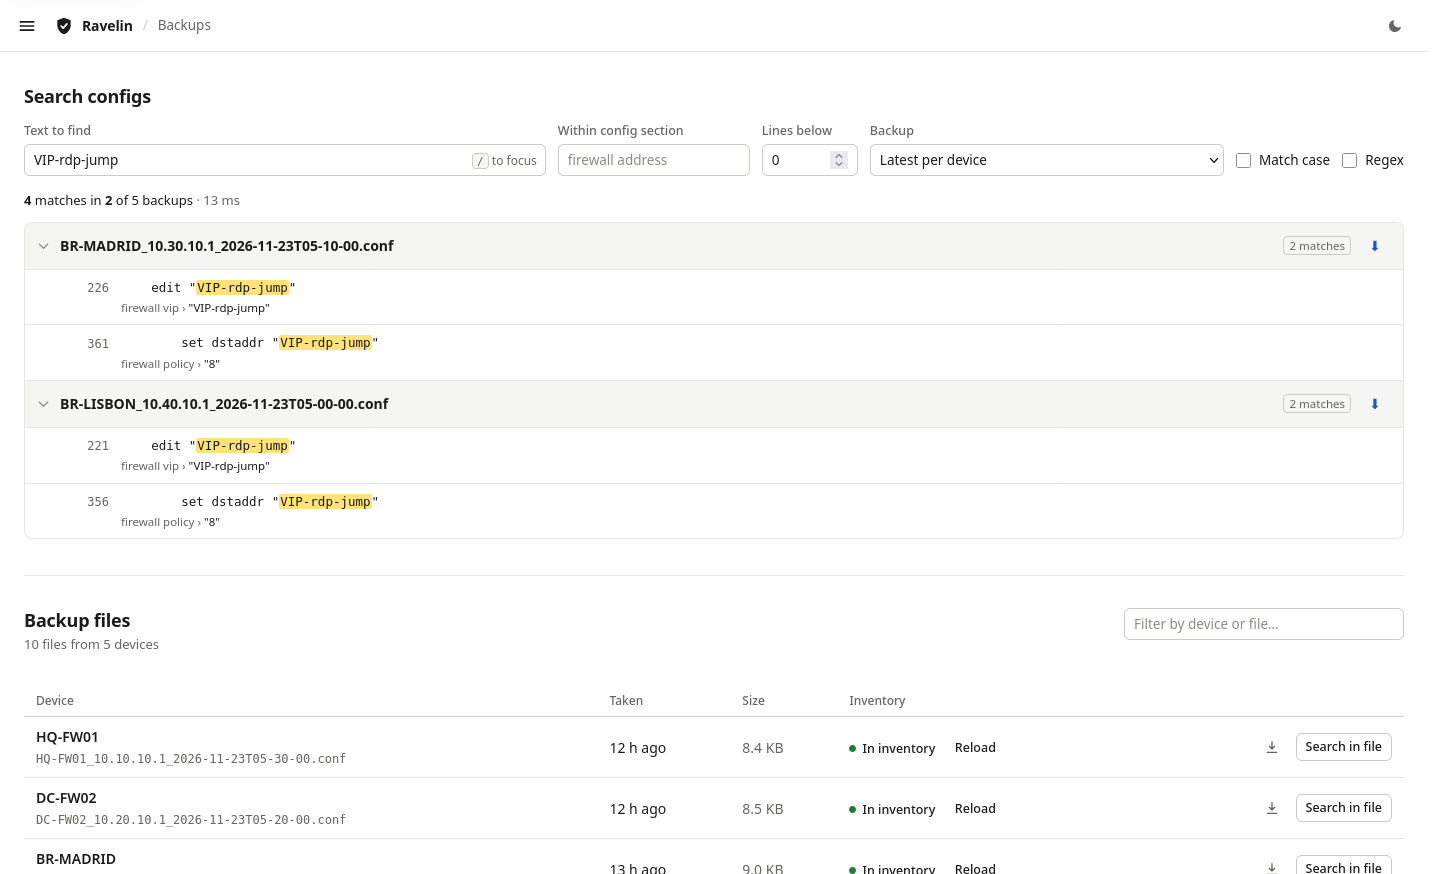 Ravelin / Backups
Search configs
Text to find
Within config section
Lines below
Backup
VIP-rdp-jump
/ to focus
firewall address
0
Latest per device
Match case
Regex
4 matches in 2 of 5 backups · 13 ms
BR-MADRID_10.30.10.1_2026-11-23T05-10-00.conf
2 matches
226 edit "VIP-rdp-jump"
firewall vip › "VIP-rdp-jump"
361 set dstaddr "VIP-rdp-jump"
firewall policy › "8"
BR-LISBON_10.40.10.1_2026-11-23T05-00-00.conf
2 matches
221 edit "VIP-rdp-jump"
firewall vip › "VIP-rdp-jump"
356 set dstaddr "VIP-rdp-jump"
firewall policy › "8"
Backup files
10 files from 5 devices
Filter by device or file...
Device Taken Size Inventory
HQ-FW01
HQ-FW01_10.10.10.1_2026-11-23T05-30-00.conf
12 h ago 8.4 KB In inventory Reload Search in file
DC-FW02
DC-FW02_10.20.10.1_2026-11-23T05-20-00.conf
12 h ago 8.5 KB In inventory Reload Search in file
BR-MADRID
13 h ago 9.0 KB In inventory Reload Search in file